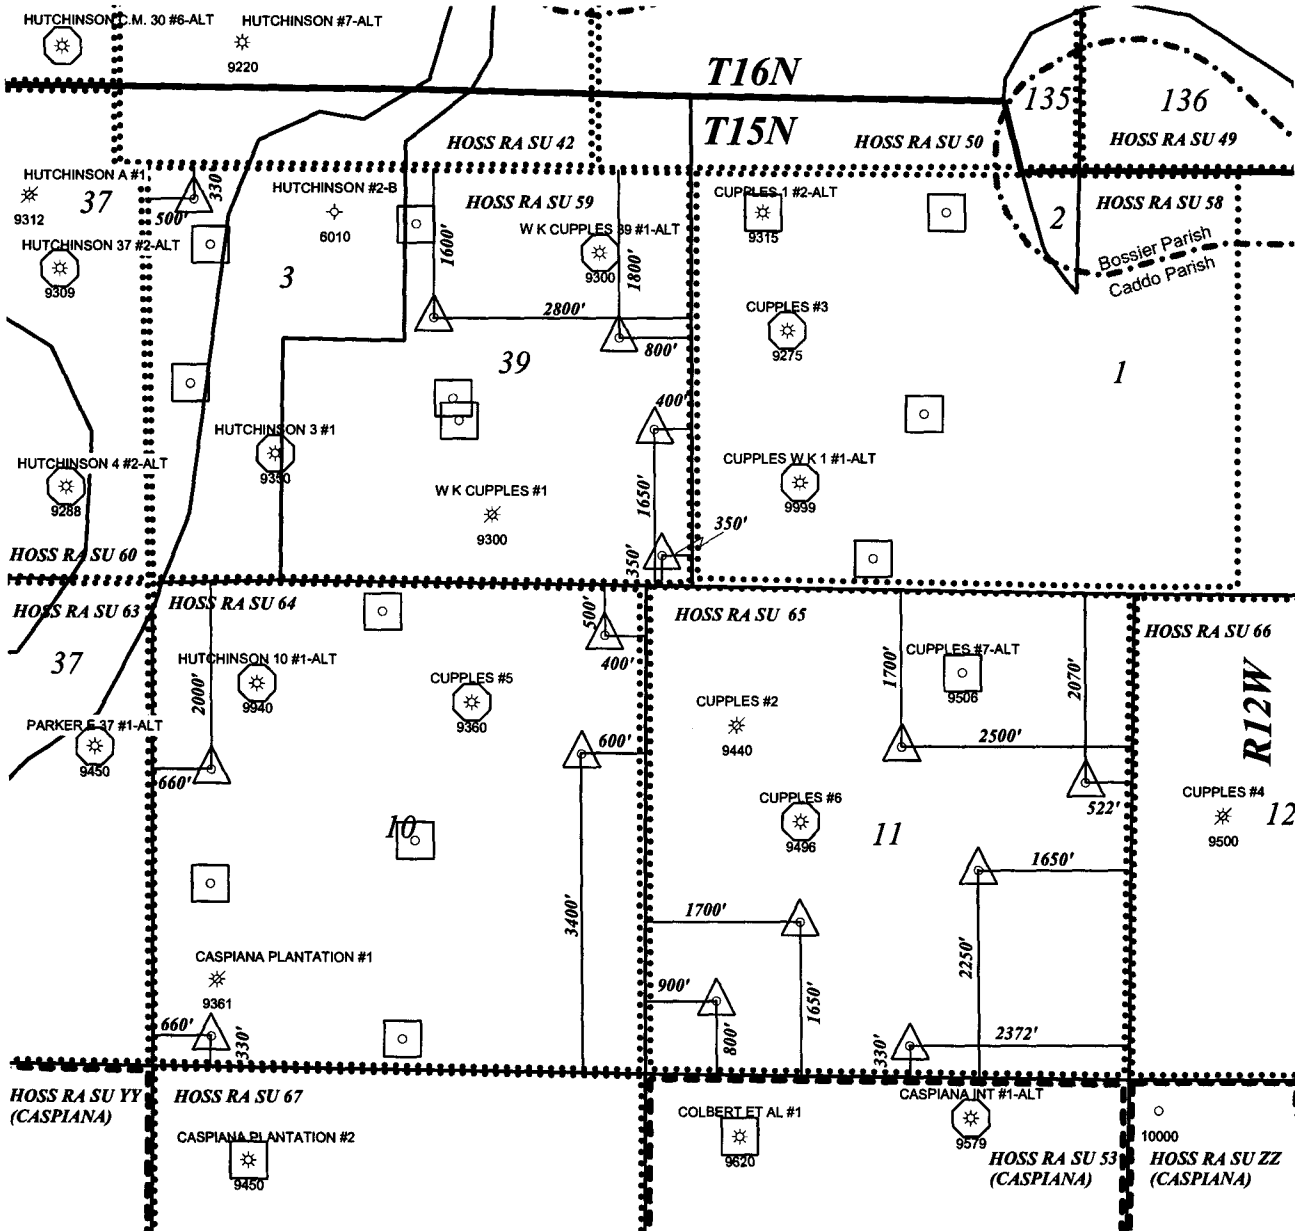 HUTCHINSON C.M. 30 #6-ALT
HUTCHINSON #7-ALT
9220
T16N
T15N
135
136
HOSS RA SU 42
HOSS RA SU 50
HOSS RA SU 49
HUTCHINSON A #1
9312
37
330'
500'
HUTCHINSON #2-B
6010
HOSS RA SU 59
CUPPLES 1 #2-ALT
9315
2
HOSS RA SU 58
HUTCHINSON 37 #2-ALT
9309
W K CUPPLES 39 #1-ALT
9300
Bossier Parish
Caddo Parish
3
1600'
1800'
2800'
800'
CUPPLES #3
9275
39
1
400'
HUTCHINSON 3 #1
9350
HUTCHINSON 4 #2-ALT
9288
CUPPLES W K 1 #1-ALT
9999
W K CUPPLES #1
9300
1650'
350'
350'
HOSS RA SU 60
HOSS RA SU 63
HOSS RA SU 64
HOSS RA SU 65
HOSS RA SU 66
500'
400'
37
HUTCHINSON 10 #1-ALT
9940
2000'
CUPPLES #5
9360
CUPPLES #7-ALT
9506
1700'
2070'
R12W
PARKER E 37 #1-ALT
9450
CUPPLES #2
9440
600'
2500'
660'
522'
CUPPLES #6
9496
CUPPLES #4
9500
10
11
12
1650'
3400'
1700'
2250'
CASPIANA PLANTATION #1
9361
900'
1650'
800'
660'
330'
330'
2372'
HOSS RA SU YY
(CASPIANA)
HOSS RA SU 67
CASPIANA PLANTATION #2
9450
COLBERT ET AL #1
9620
CASPIANA INT #1-ALT
9579
10000
HOSS RA SU 53
(CASPIANA)
HOSS RA SU ZZ
(CASPIANA)